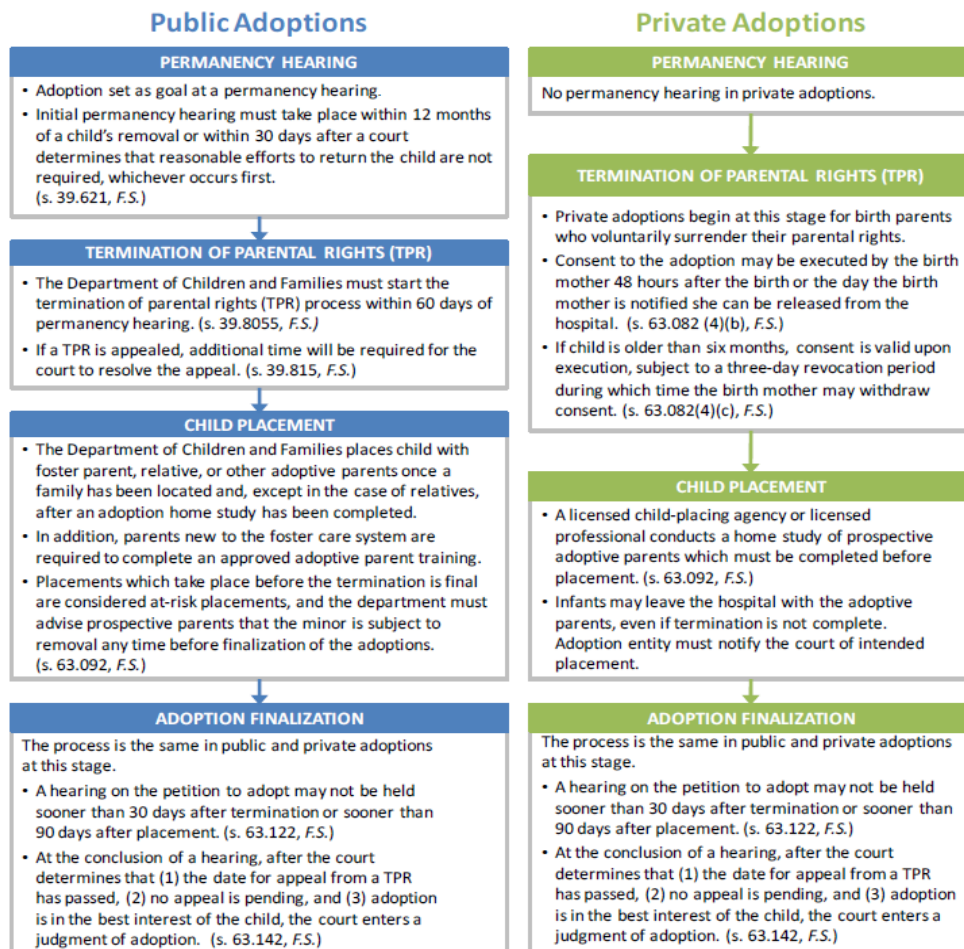 Public Adoptions
PERMANENCY HEARING
• Adoption set as goal at a permanency hearing.
• Initial permanency hearing must take place within 12 months
of a child's removal or within 30 days after a court
determines that reasonable efforts to return the child are not
required, whichever occurs first.
(s. 39.621, F.S.)
TERMINATION OF PARENTAL RIGHTS (TPR)
• The Department of Children and Families must start the
termination of parental rights (TPR) process within 60 days of
permanency hearing. (s. 39.8055, F.S.)
• If a TPR is appealed, additional time will be required for the
court to resolve the appeal. (s. 39.815, F.S.)
CHILD PLACEMENT
• The Department of Children and Families places child with
foster parent, relative, or other adoptive parents once a
family has been located and, except in the case of relatives,
after an adoption home study has been completed.
• In addition, parents new to the foster care system are
required to complete an approved adoptive parent training.
• Placements which take place before the termination is final
are considered at-risk placements, and the department must
advise prospective parents that the minor is subject to
removal any time before finalization of the adoptions.
(s. 63.092, F.S.)
ADOPTION FINALIZATION
The process is the same in public and private adoptions
at this stage.
• A hearing on the petition to adopt may not be held
sooner than 30 days after termination or sooner than
90 days after placement. (s. 63.122, F.S.)
• At the conclusion of a hearing, after the court
determines that (1) the date for appeal from a TPR
has passed, (2) no appeal is pending, and (3) adoption
is in the best interest of the child, the court enters a
judgment of adoption. (s. 63.142, F.S.)
Private Adoptions
PERMANENCY HEARING
No permanency hearing in private adoptions.
TERMINATION OF PARENTAL RIGHTS (TPR)
• Private adoptions begin at this stage for birth parents
who voluntarily surrender their parental rights.
• Consent to the adoption may be executed by the birth
mother 48 hours after the birth or the day the birth
mother is notified she can be released from the
hospital. (s. 63.082 (4)(b), F.S.)
• If child is older than six months, consent is valid upon
execution, subject to a three-day revocation period
during which time the birth mother may withdraw
consent. (s. 63.082(4)(c), F.S.)
CHILD PLACEMENT
• A licensed child-placing agency or licensed
professional conducts a home study of prospective
adoptive parents which must be completed before
placement. (s. 63.092, F.S.)
• Infants may leave the hospital with the adoptive
parents, even if termination is not complete.
Adoption entity must notify the court of intended
placement.
ADOPTION FINALIZATION
The process is the same in public and private adoptions
at this stage.
• A hearing on the petition to adopt may not be held
sooner than 30 days after termination or sooner than
90 days after placement. (s. 63.122, F.S.)
• At the conclusion of a hearing, after the court
determines that (1) the date for appeal from a TPR
has passed, (2) no appeal is pending, and (3) adoption
is in the best interest of the child, the court enters a
judgment of adoption. (s. 63.142, F.S.)